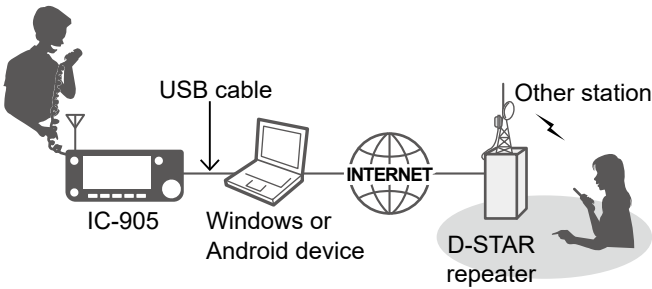 USB cable
Other station
INTERNET
IC-905
Windows or
Android device
D-STAR
repeater